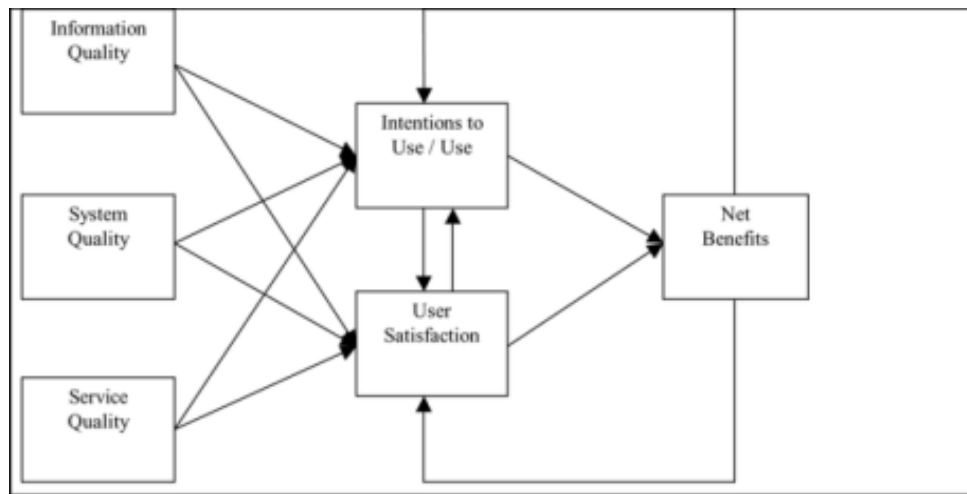 Information
Quality
Intentions to
Use / Use
System
Quality
Net
Benefits
User
Satisfaction
Service
Quality